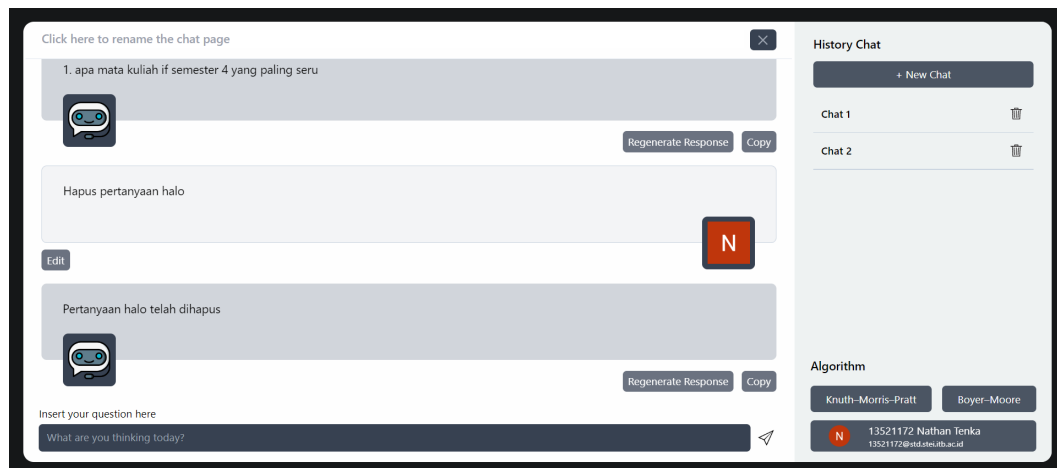 Click here to rename the chat page
1. apa mata kuliah if semester 4 yang paling seru
Regenerate Response
Copy
Hapus pertanyaan halo
N
Edit
Pertanyaan halo telah dihapus
Regenerate Response
Copy
Insert your question here
What are you thinking today?
History Chat
+ New Chat
Chat 1
Chat 2
Algorithm
Knuth–Morris–Pratt
Boyer–Moore
N
13521172 Nathan Tenka
13521172@std.stei.itb.ac.id